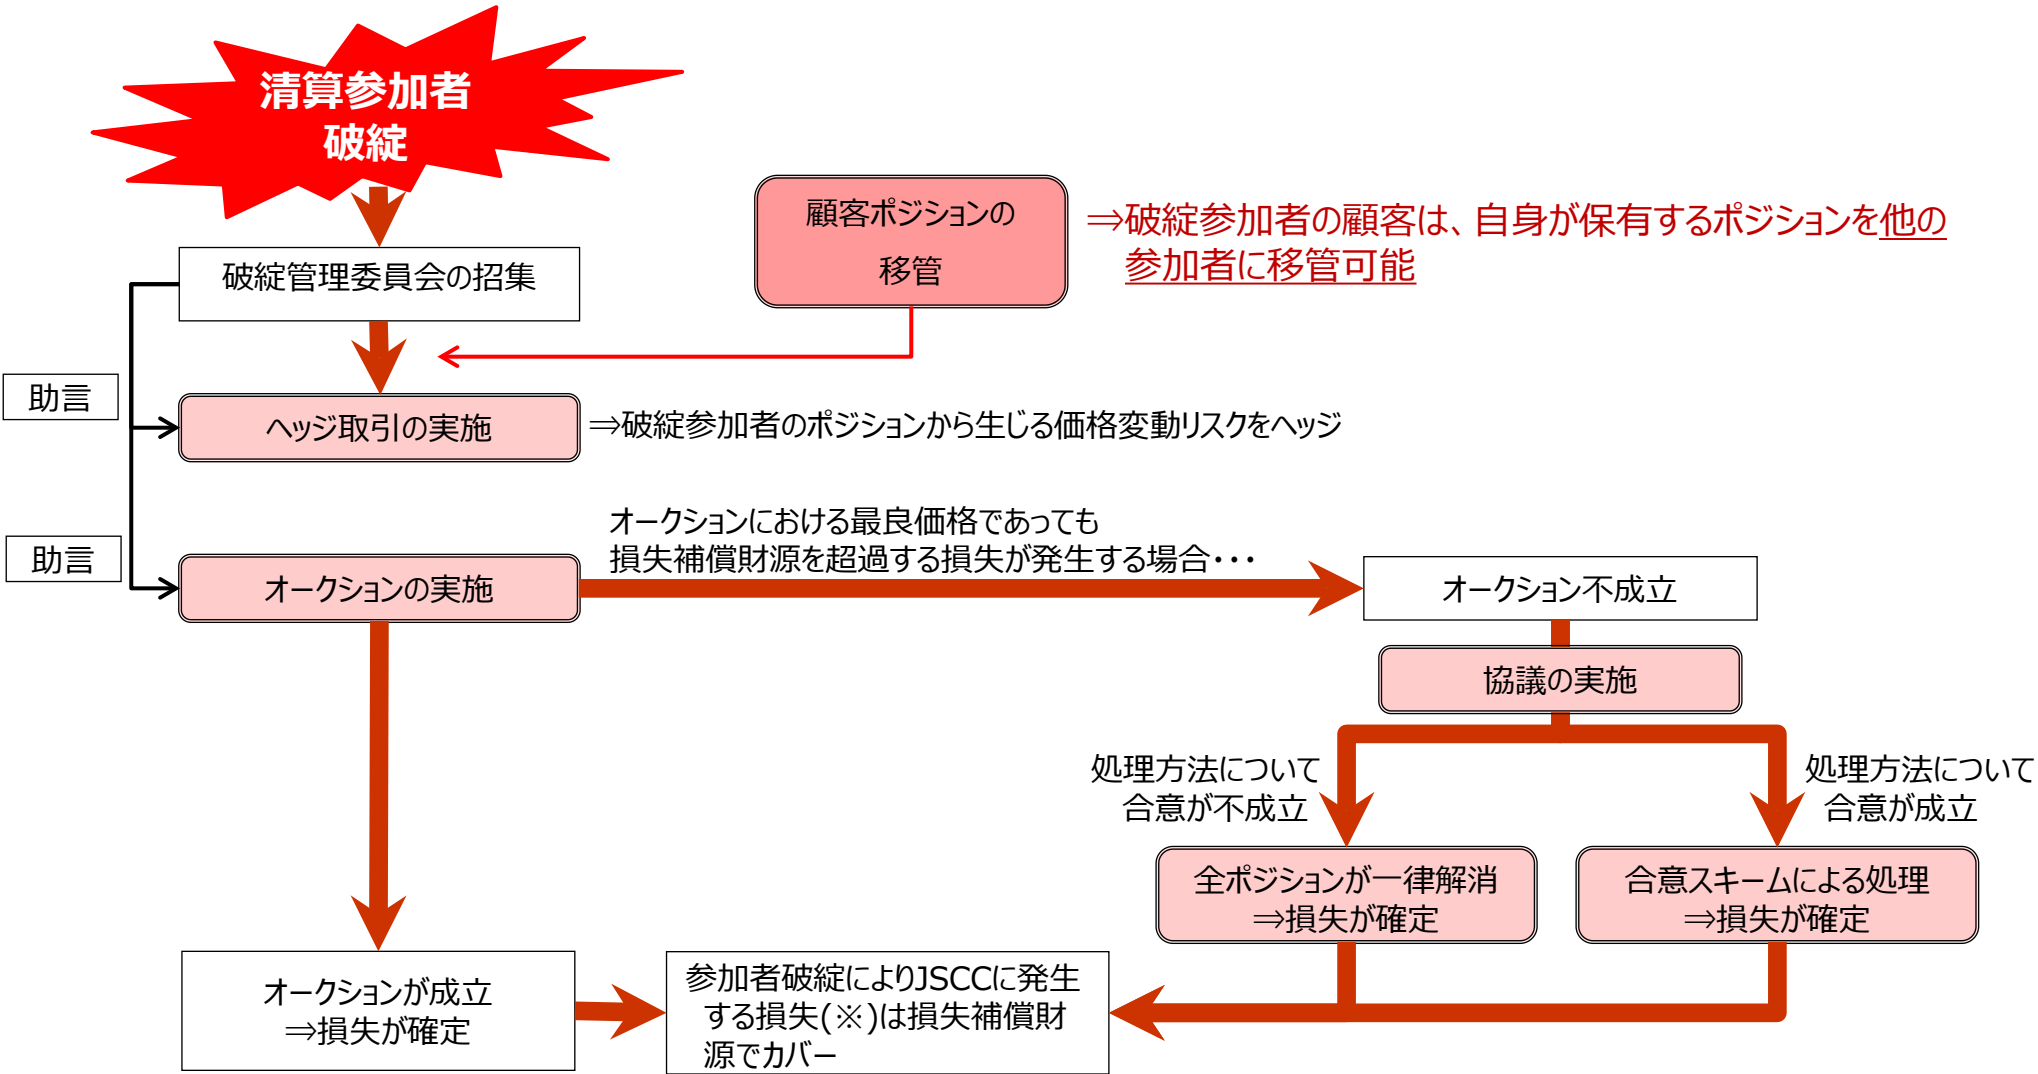 清算参加者
破綻
顧客ポジションの
移管
⇒破綻参加者の顧客は、自身が保有するポジションを他の
参加者に移管可能
破綻管理委員会の招集
助言
ヘッジ取引の実施
⇒破綻参加者のポジションから生じる価格変動リスクをヘッジ
オークションにおける最良価格であっても
損失補償財源を超過する損失が発生する場合・・・
助言
オークションの実施
オークション不成立
協議の実施
処理方法について
合意が不成立
処理方法について
合意が成立
全ポジションが一律解消
⇒損失が確定
合意スキームによる処理
⇒損失が確定
オークションが成立
⇒損失が確定
参加者破綻によりJSCCに発生
する損失(※)は損失補償財
源でカバー